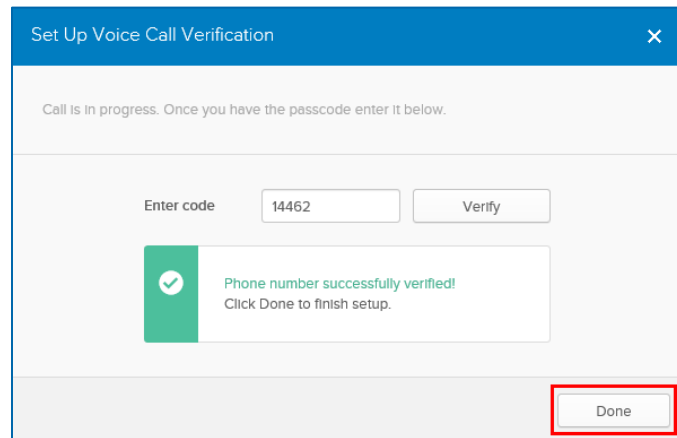 Set Up Voice Call Verification
Call is in progress. Once you have the passcode enter it below.
Enter code 14462 Verify
Phone number successfully verified!
Click Done to finish setup.
Done